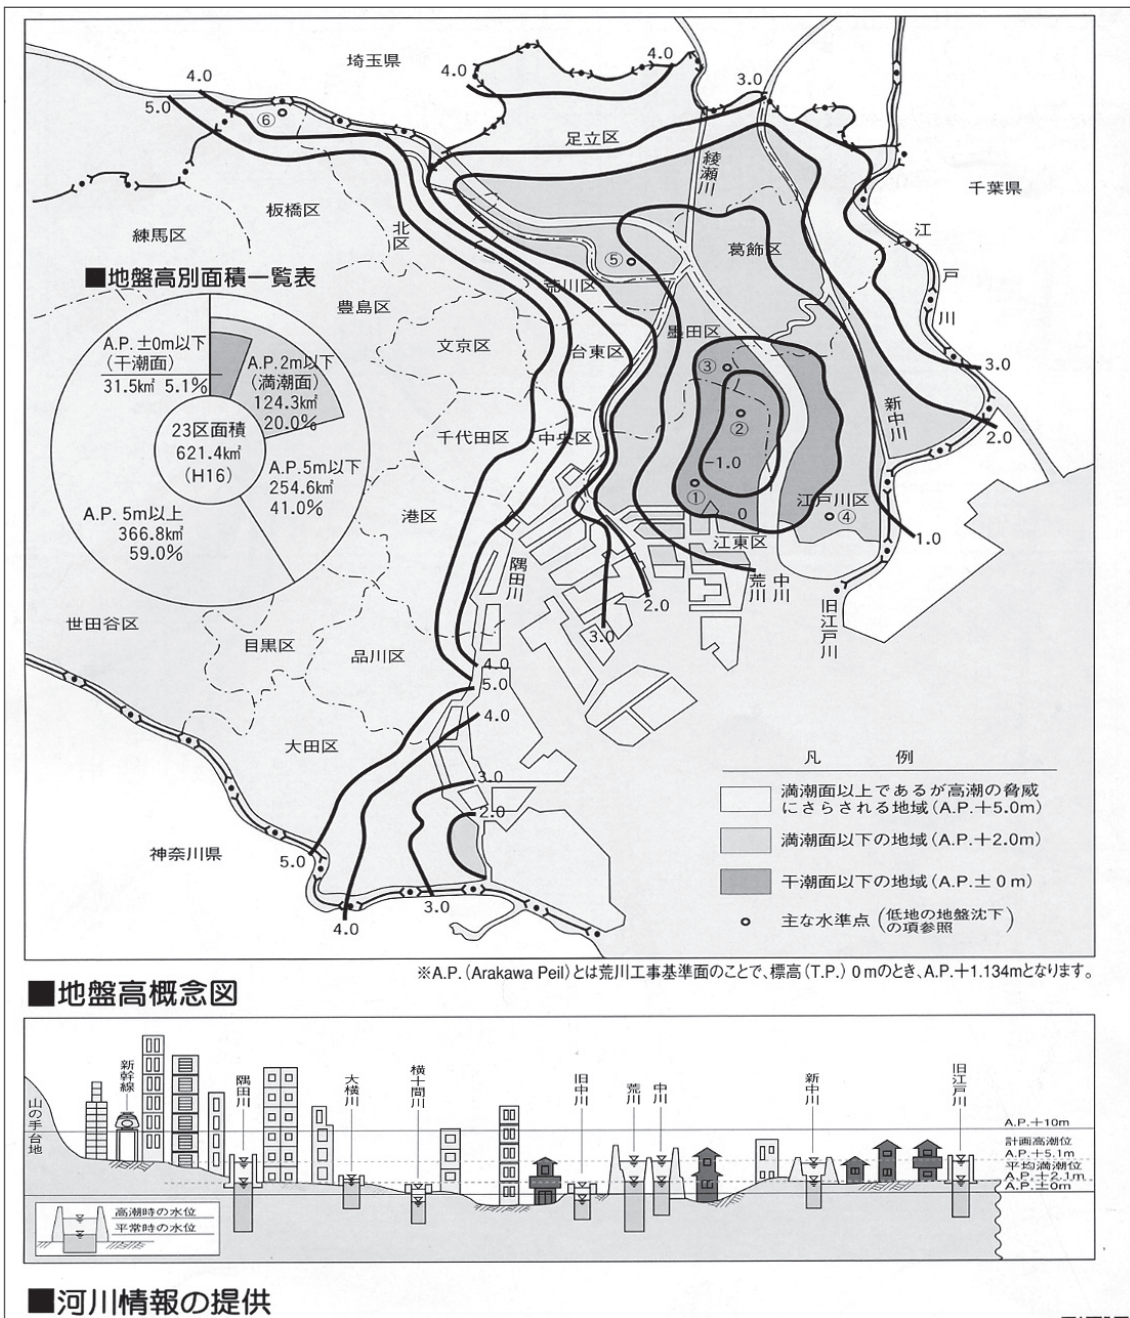 埼玉県
4.0
4.0
4.0
3.0
5.0
⑥
足立区
綾瀬川
千葉県
板橋区
北区
練馬区
江戸川
葛飾区
⑤
荒川区
■地盤高別面積一覧表
豊島区
文京区
台東区
墨田区
A.P.±0m以下
(干潮面)
31.5k㎡ 5.1%
A.P.2m以下
(満潮面)
124.3k㎡
20.0%
23区面積
621.4k㎡
(H16)
A.P.5m以下
254.6k㎡
41.0%
A.P. 5m以上
366.8k㎡
59.0%
③
3.0
新中川
2.0
②
千代田区
中央区
−1.0
①
0
江戸川区
④
港区
江東区
1.0
隅田川
荒川
中川
旧江戸川
2.0
3.0
世田谷区
目黒区
品川区
4.0
5.0
4.0
大田区
3.0
2.0
神奈川県
5.0
3.0
4.0
凡例
満潮面以上であるが高潮の脅威
にさらされる地域(A.P.+5.0m)
満潮面以下の地域(A.P.+2.0m)
干潮面以下の地域(A.P.±0m)
主な水準点(低地の地盤沈下の項参照)
※A.P.(Arakawa Peil)とは荒川工事基準面のことで、標高(T.P.)0mのとき、A.P.+1.134mとなります。
■地盤高概念図
山の手台地
新幹線
隅田川
大横川
横十間川
旧中川
荒川
中川
新中川
旧江戸川
A.P.+10m
計画高潮位
A.P.+5.1m
平均満潮位
A.P.+2.1m
A.P.±0m
高潮時の水位
平常時の水位
■河川情報の提供